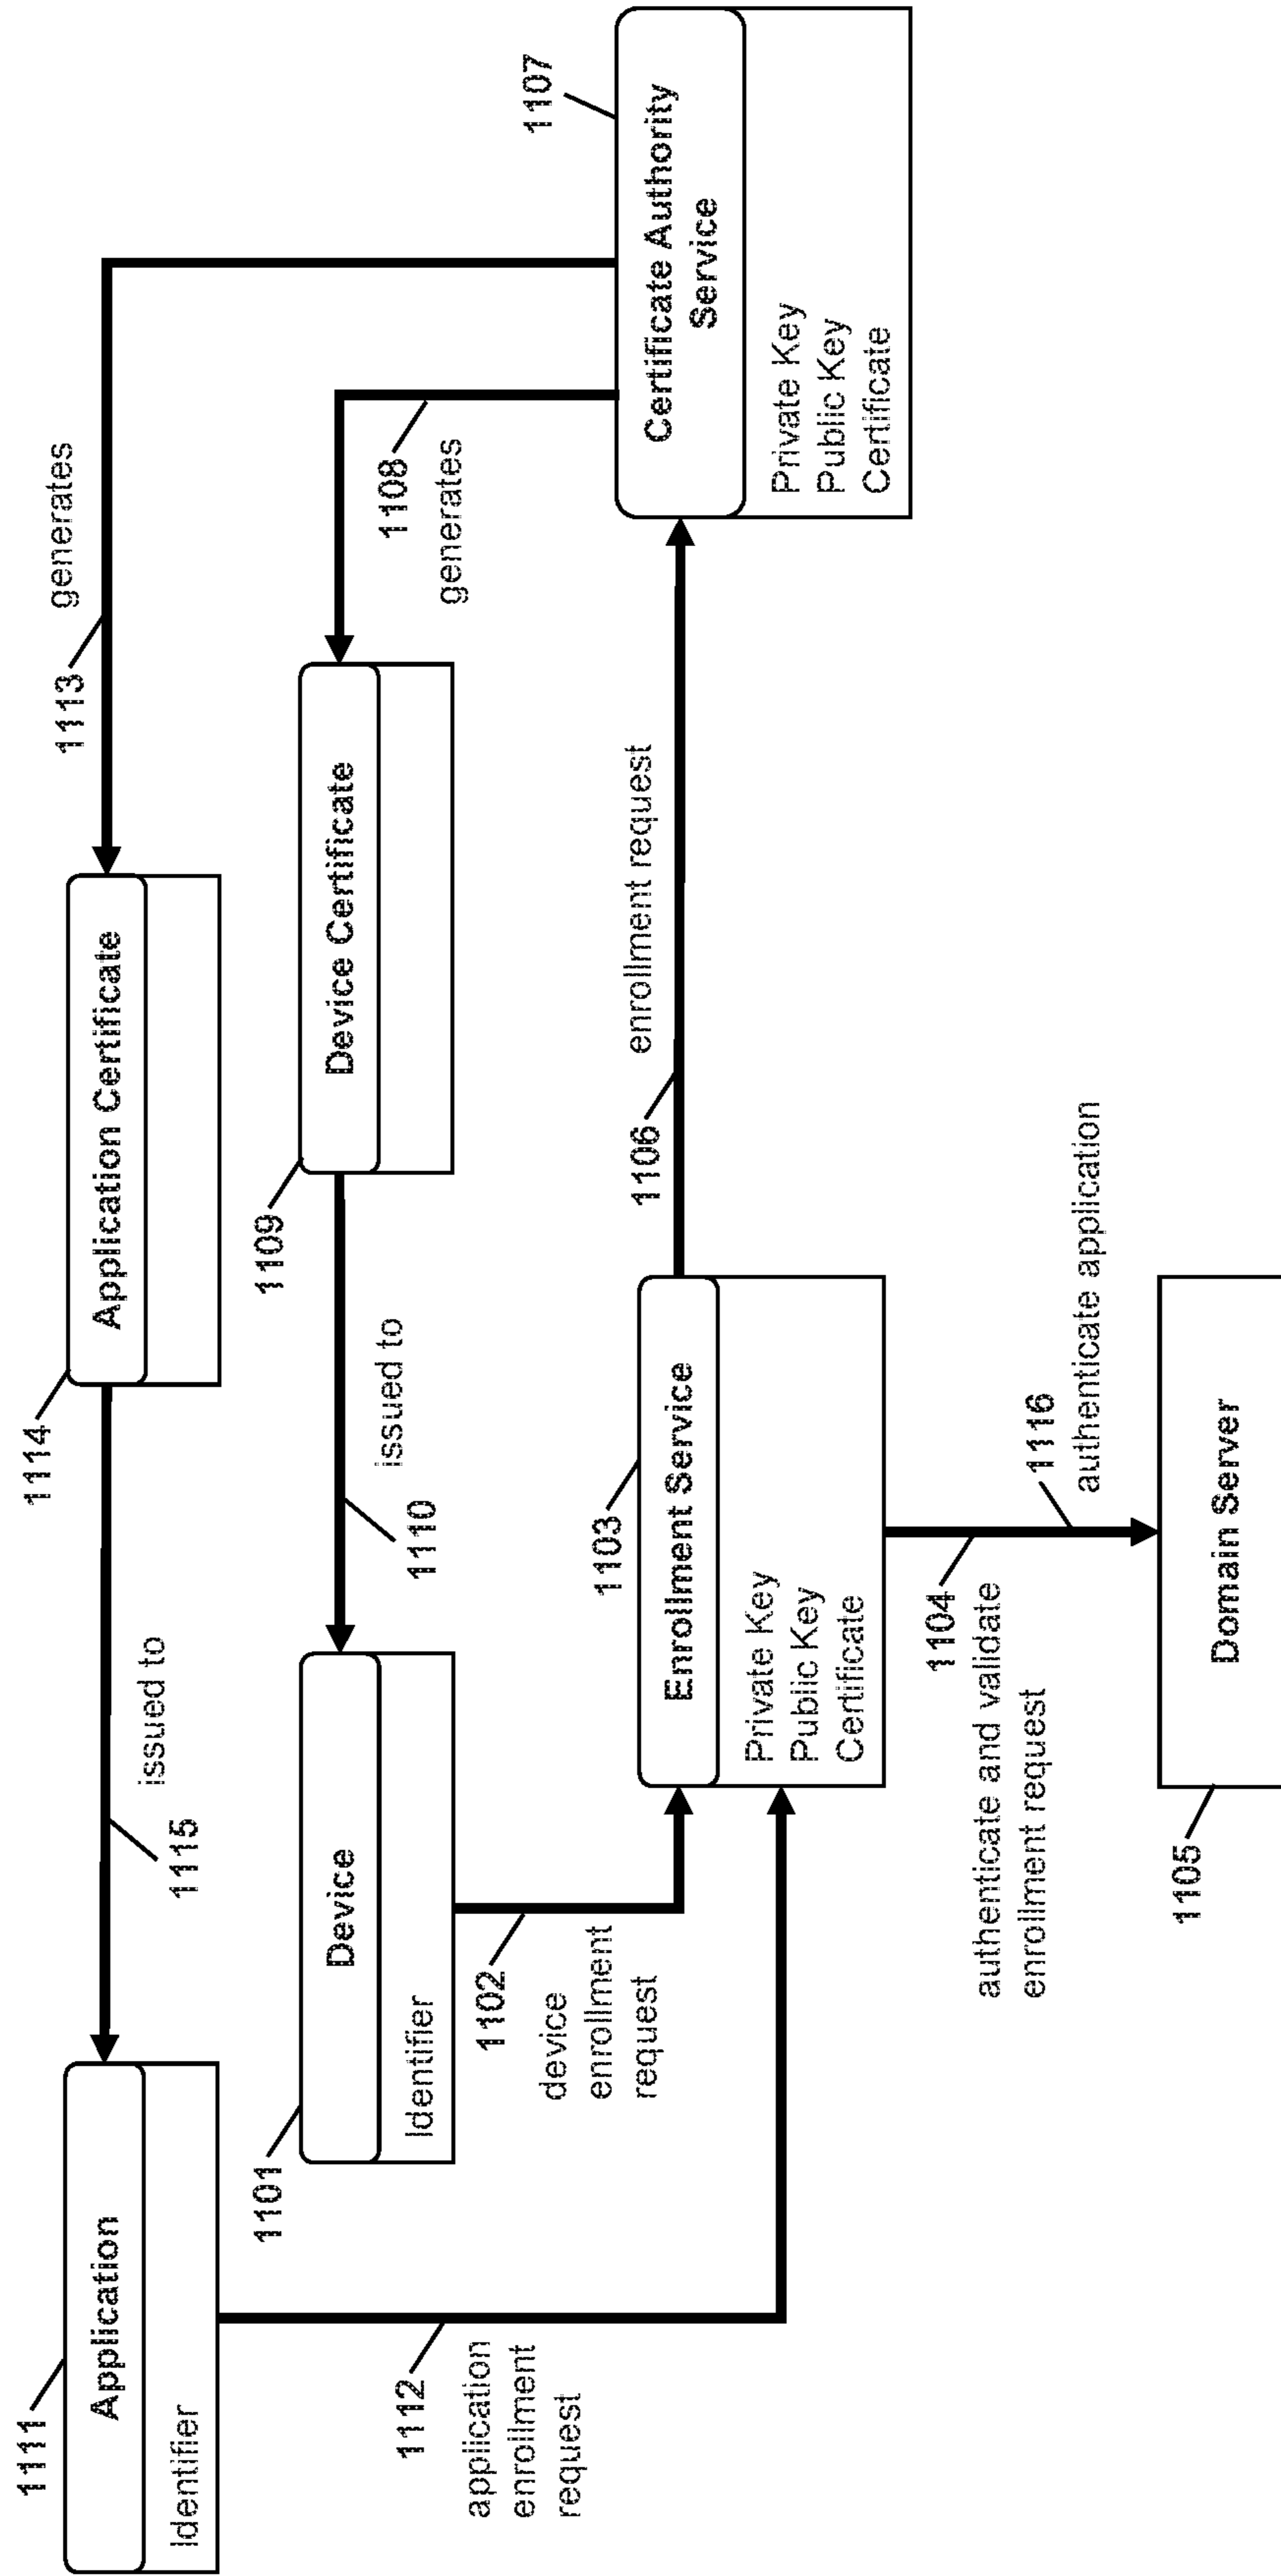 1111
Application
Identifier
1115
issued to
1114
Application Certificate
1113
generates
1101
Device
Identifier
1110
issued to
1109
Device Certificate
1108
generates
1112
application
enrollment
request
1102
device
enrollment
request
1103
Enrollment Service
Private Key
Public Key
Certificate
1106
enrollment request
1107
Certificate Authority
Service
Private Key
Public Key
Certificate
1104
authenticate and validate
enrollment request
1116
authenticate application
1105
Domain Server